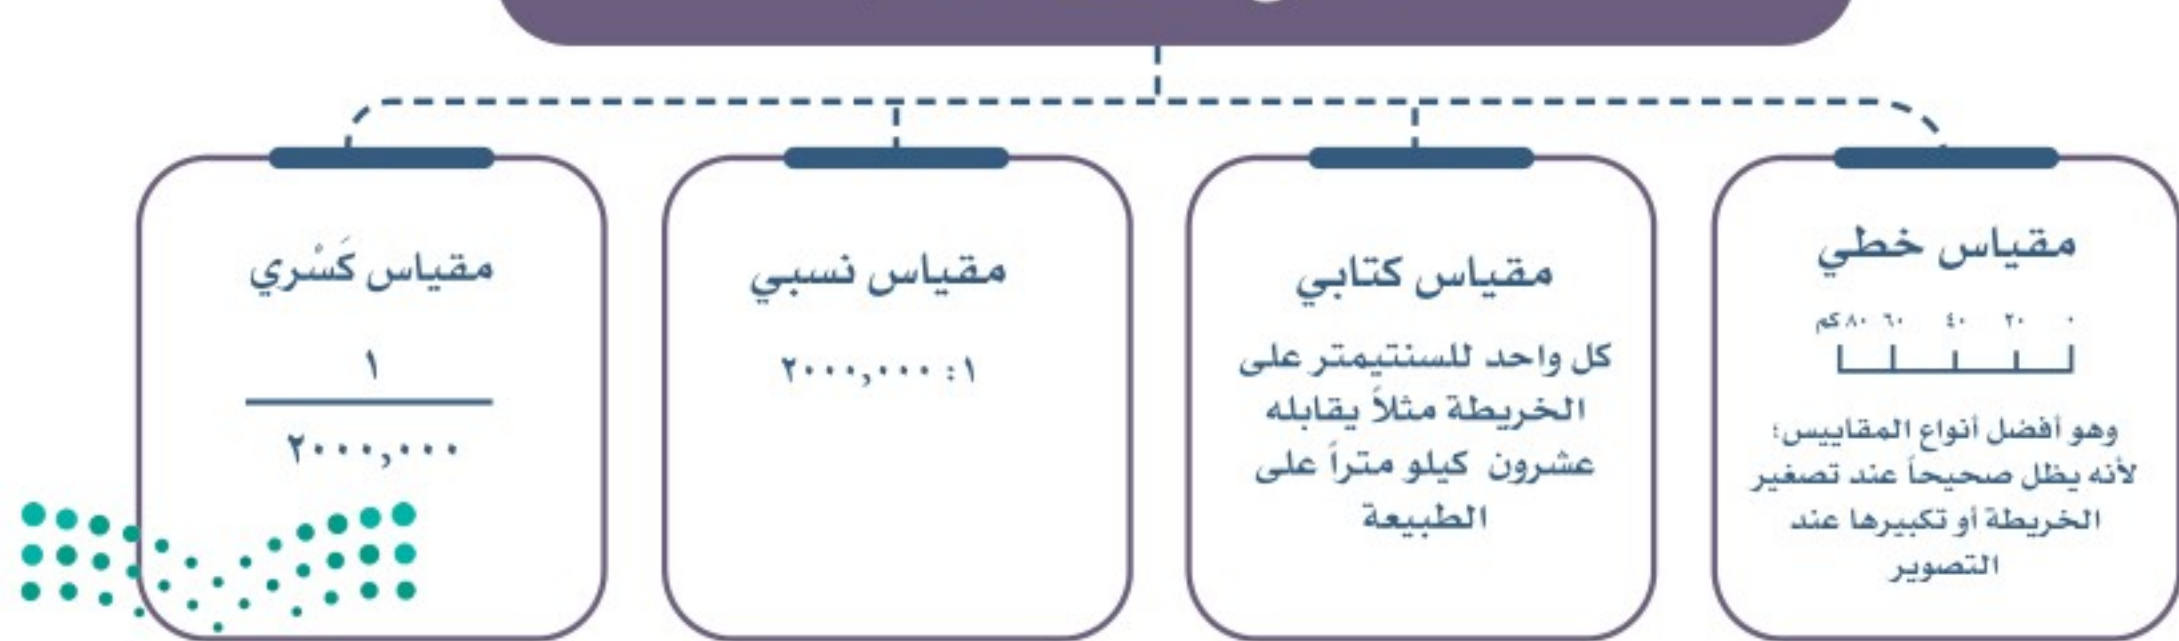 مقياس خطي
٠ ٢٠ ٤٠ ٦٠ ٨٠ كم
وهو أفضل أنواع المقاييس؛
لأنه يظل صحيحاً عند تصغير
الخريطة أو تكبيرها عند
التصوير
مقياس كتابي
كل واحد للسنتيمتر على
الخريطة مثلاً يقابله
عشرون كيلو متراً على
الطبيعة
مقياس نسبي
١: ٢٠٠٠,٠٠٠
مقياس كَسْري
١
٢٠٠٠,٠٠٠